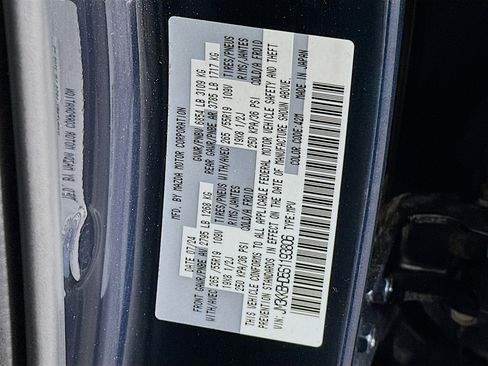 MFD. BY MAZDA MOTOR CORPORATION
DATE: 07/24 GVWR/PNBV 6854 LB 3109 KG
FRONT GAWR/PNBE AV 2795 LB 1268 KG REAR GAWR/PNBE AR 3785 LB 1717 KG
WITH/AVEC 265/55R19 109V TIRES/PNEUS WITH/AVEC 265/55R19 109V TIRES/PNEUS
19X8 1/2J RIMS/JANTES 19X8 1/2J RIMS/JANTES
250 KPA/36 PSI COLD/A FROID 250 KPA/36 PSI COLD/A FROID
THIS VEHICLE CONFORMS TO ALL APPLICABLE FEDERAL MOTOR VEHICLE SAFETY AND THEFT
PREVENTION STANDARDS IN EFFECT ON THE DATE OF MANUFACTURE SHOWN ABOVE.
VIN: TYPE: MPV COLOR CODE: 42M
MADE IN JAPAN
MAZDA MOTOR CORPORATION